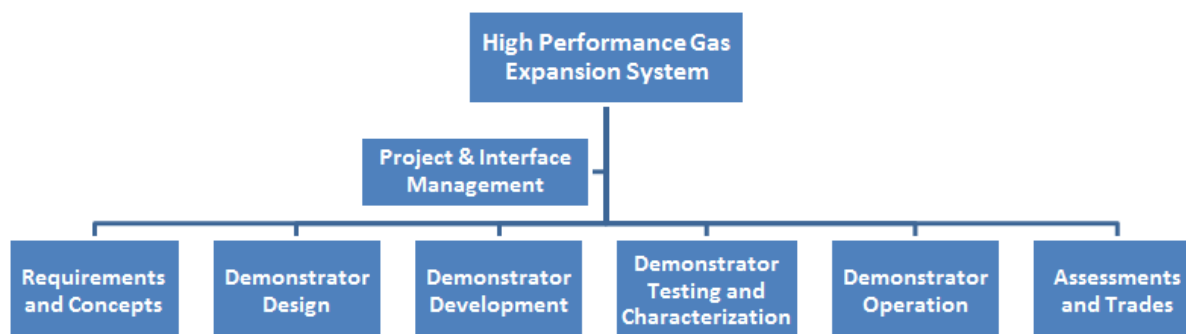 High Performance Gas
Expansion System
Project & Interface
Management
Requirements
and Concepts
Demonstrator
Design
Demonstrator
Development
Demonstrator
Testing and
Characterization
Demonstrator
Operation
Assessments
and Trades